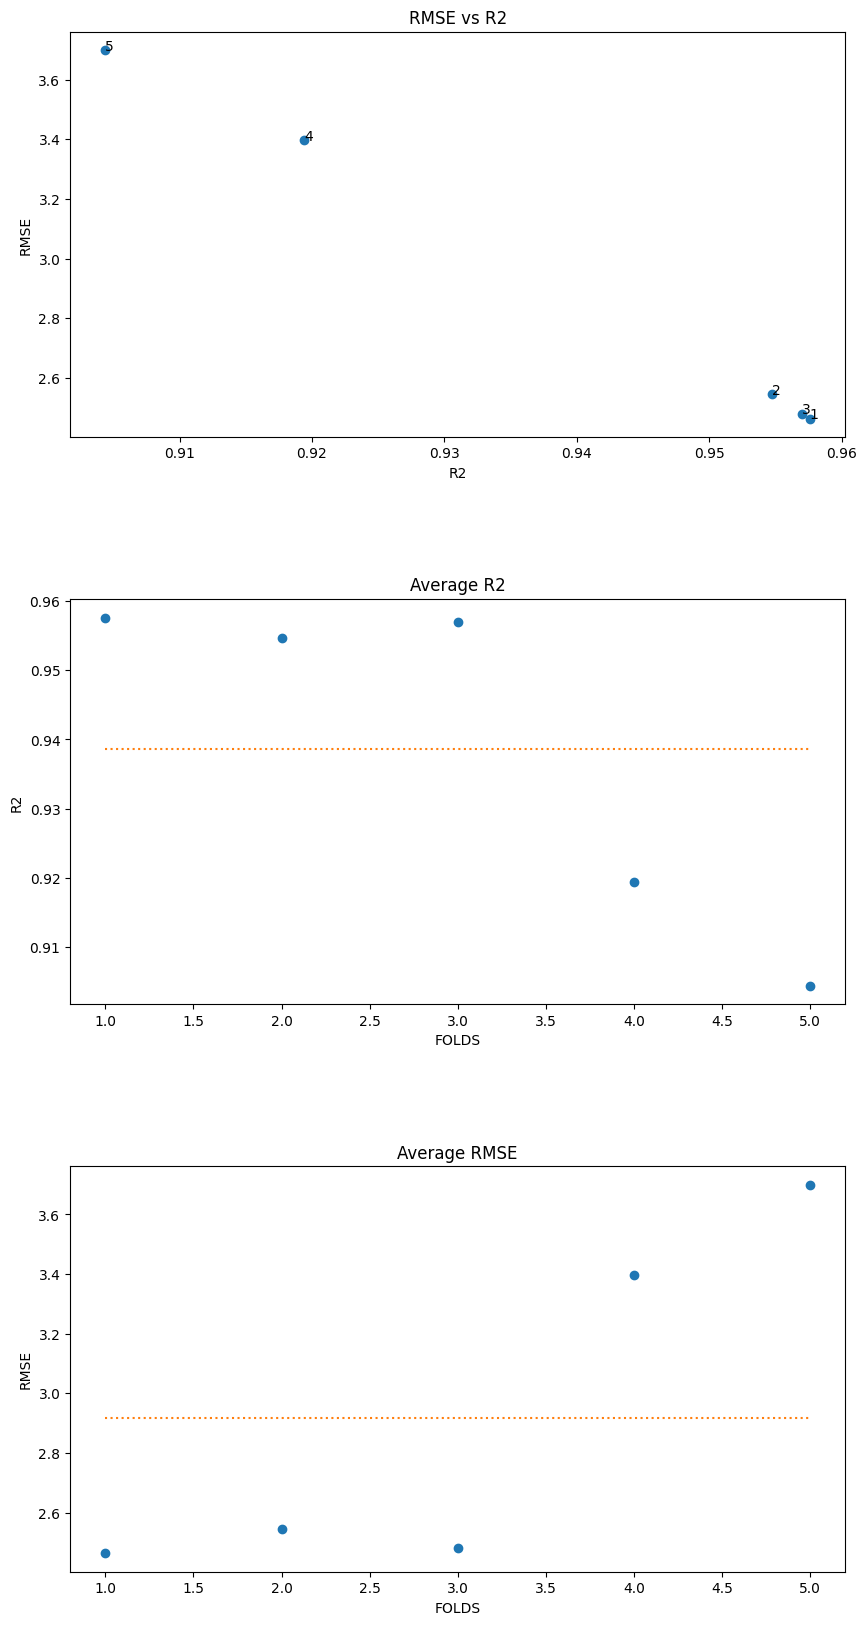 RMSE vs R2
5
3.6
4
3.4
3.2
RMSE
3.0
2.8
2
2.6
3
1
0.91 0.92 0.93 0.94 0.95 0.96
R2
Average R2
0.96
0.95
0.94
0.93
R2
0.92
0.91
1.0 1.5 2.0 2.5 3.0 3.5 4.0 4.5 5.0
FOLDS
Average RMSE
3.6
3.4
3.2
RMSE
3.0
2.8
2.6
1.0 1.5 2.0 2.5 3.0 3.5 4.0 4.5 5.0
FOLDS